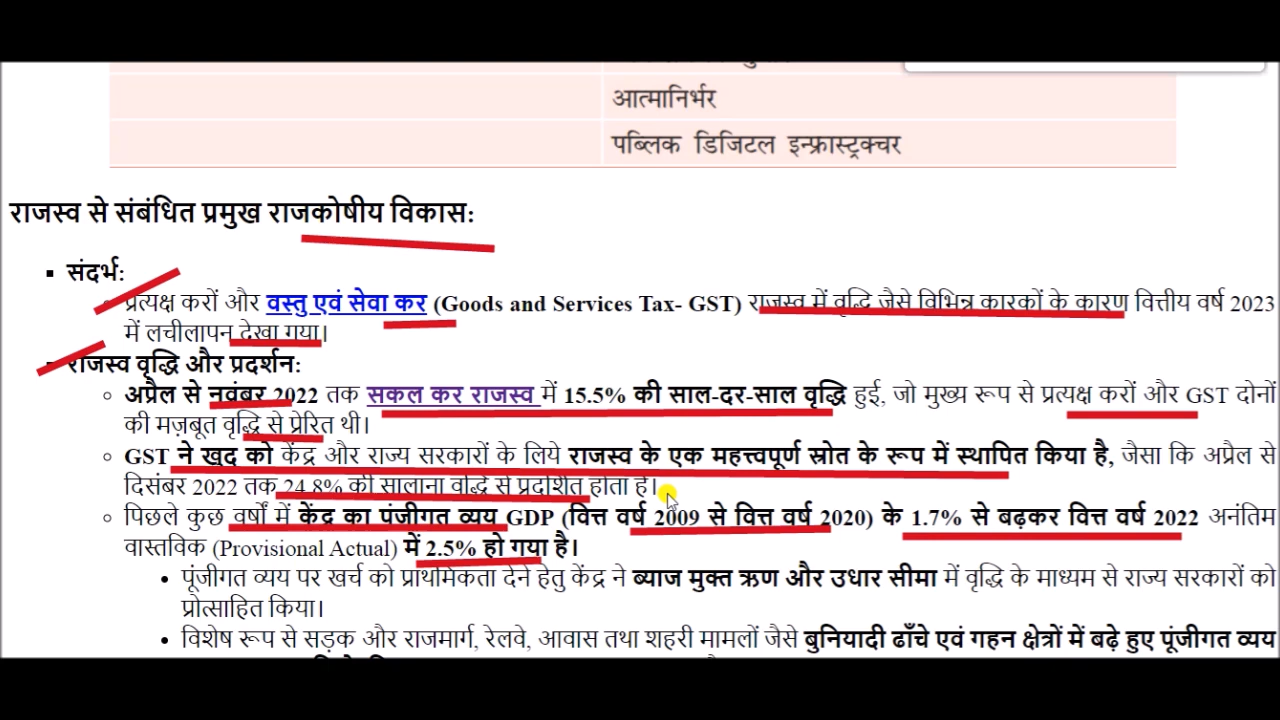 आत्मानिर्भर
पब्लिक डिजिटल इन्फ्रास्ट्रक्चर
राजस्व से संबंधित प्रमुख राजकोषीय विकास:
संदर्भ:
प्रत्यक्ष करों और वस्तु एवं सेवा कर (Goods and Services Tax- GST) राजस्व में वृद्धि जैसे विभिन्न कारकों के कारण वित्तीय वर्ष 2023
में लचीलापन देखा गया।
राजस्व वृद्धि और प्रदर्शन:
अप्रैल से नवंबर 2022 तक सकल कर राजस्व में 15.5% की साल-दर-साल वृद्धि हुई, जो मुख्य रूप से प्रत्यक्ष करों और GST दोनों
की मज़बूत वृद्धि से प्रेरित थी।
GST ने खुद को केंद्र और राज्य सरकारों के लिये राजस्व के एक महत्त्वपूर्ण स्रोत के रूप में स्थापित किया है, जैसा कि अप्रैल से
दिसंबर 2022 तक 24.8% की सालाना वृद्धि से प्रदर्शित होता है।
पिछले कुछ वर्षों में केंद्र का पूंजीगत व्यय GDP (वित्त वर्ष 2009 से वित्त वर्ष 2020) के 1.7% से बढ़कर वित्त वर्ष 2022 अनंतिम
वास्तविक (Provisional Actual) में 2.5% हो गया है।
पूंजीगत व्यय पर खर्च को प्राथमिकता देने हेतु केंद्र ने ब्याज मुक्त ऋण और उधार सीमा में वृद्धि के माध्यम से राज्य सरकारों को
प्रोत्साहित किया।
विशेष रूप से सड़क और राजमार्ग, रेलवे, आवास तथा शहरी मामलों जैसे बुनियादी ढाँचे एवं गहन क्षेत्रों में बढ़े हुए पूंजीगत व्यय